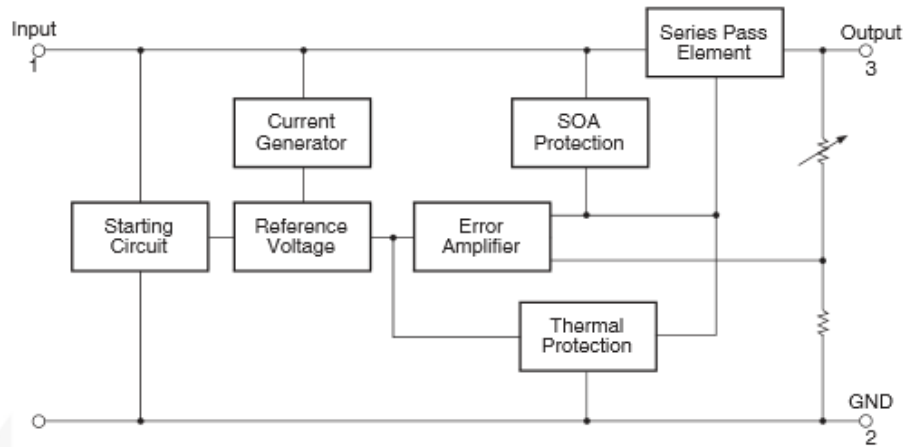 Input
1
Series Pass
Element
Output
3
Current
Generator
SOA
Protection
Starting
Circuit
Reference
Voltage
Error
Amplifier
Thermal
Protection
GND
2